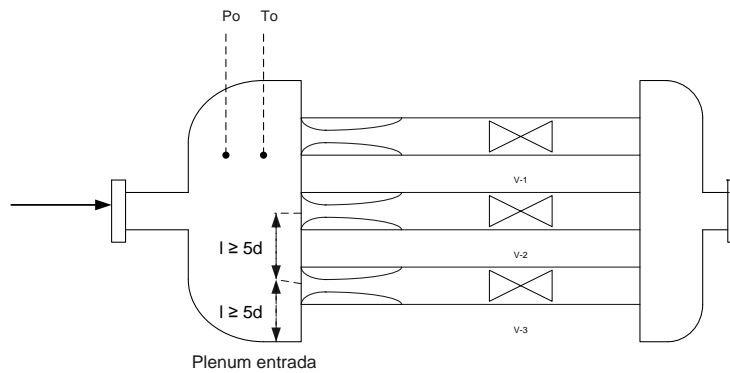 Po To
V-1
V-2
l ≥ 5d
V-3
l ≥ 5d
Plenum entrada